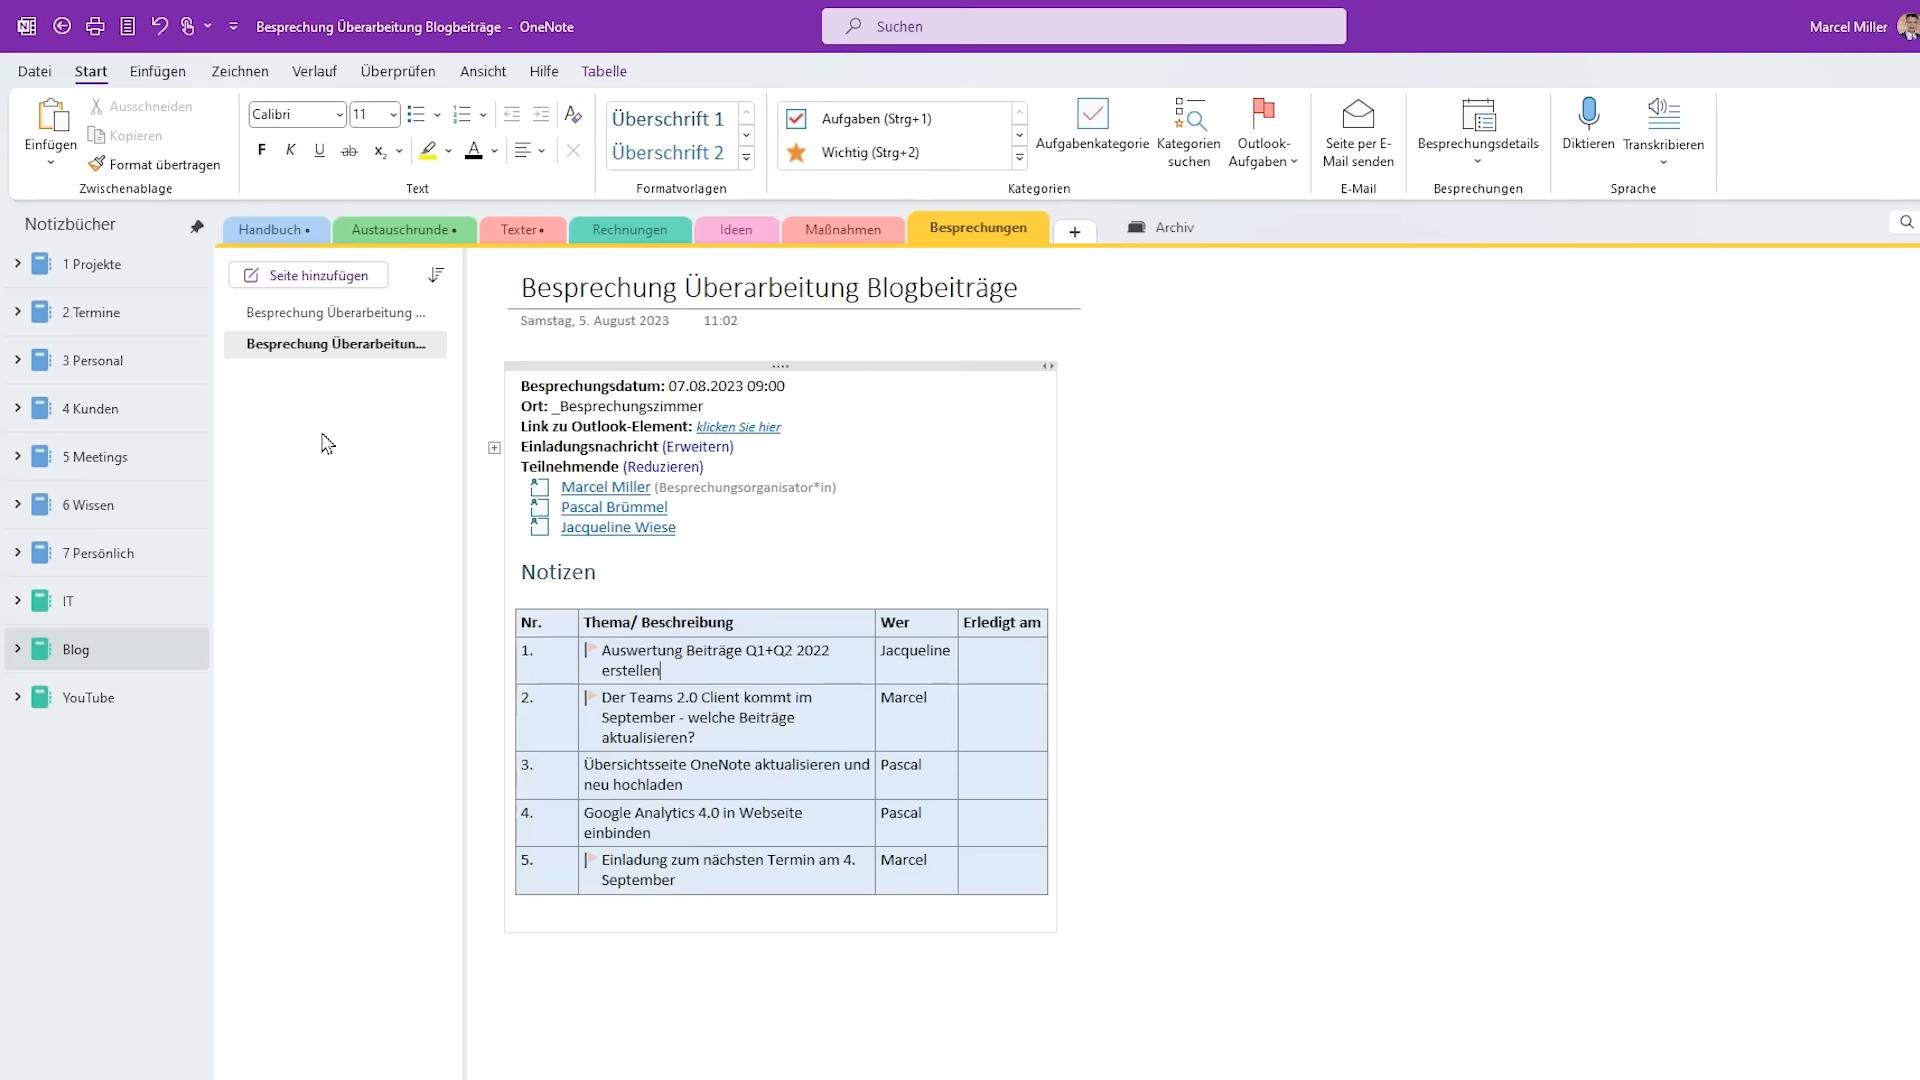 Besprechung Überarbeitung Blogbeiträge - OneNote
Suchen
Marcel Miller
Datei Start Einfügen Zeichnen Verlauf Überprüfen Ansicht Hilfe Tabelle
Einfügen
Ausschneiden
Kopieren
Format übertragen
Zwischenablage
Calibri 11
F K U ab x₂ A
Text
Überschrift 1
Überschrift 2
Formatvorlagen
Aufgaben (Strg+1)
Wichtig (Strg+2)
Aufgabenkategorie
Kategorien
suchen
Outlook-
Aufgaben
Kategorien
Seite per E-
Mail senden
E-Mail
Besprechungsdetails
Besprechungen
Diktieren
Transkribieren
Sprache
Notizbücher
Handbuch • Austauschrunde • Texter • Rechnungen Ideen Maßnahmen Besprechungen + Archiv
1 Projekte
2 Termine
3 Personal
4 Kunden
5 Meetings
6 Wissen
7 Persönlich
IT
Blog
YouTube
Seite hinzufügen
Besprechung Überarbeitung ...
Besprechung Überarbeitun...
Besprechung Überarbeitung Blogbeiträge
Samstag, 5. August 2023 11:02
Besprechungsdatum: 07.08.2023 09:00
Ort: _Besprechungszimmer
Link zu Outlook-Element: klicken Sie hier
Einladungsnachricht (Erweitern)
Teilnehmende (Reduzieren)
Marcel Miller (Besprechungsorganisator*in)
Pascal Brümmel
Jacqueline Wiese
Notizen
Nr. Thema/ Beschreibung Wer Erledigt am
1. Auswertung Beiträge Q1+Q2 2022 Jacqueline
erstellen
2. Der Teams 2.0 Client kommt im Marcel
September - welche Beiträge
aktualisieren?
3. Übersichtsseite OneNote aktualisieren und Pascal
neu hochladen
4. Google Analytics 4.0 in Webseite Pascal
einbinden
5. Einladung zum nächsten Termin am 4. Marcel
September